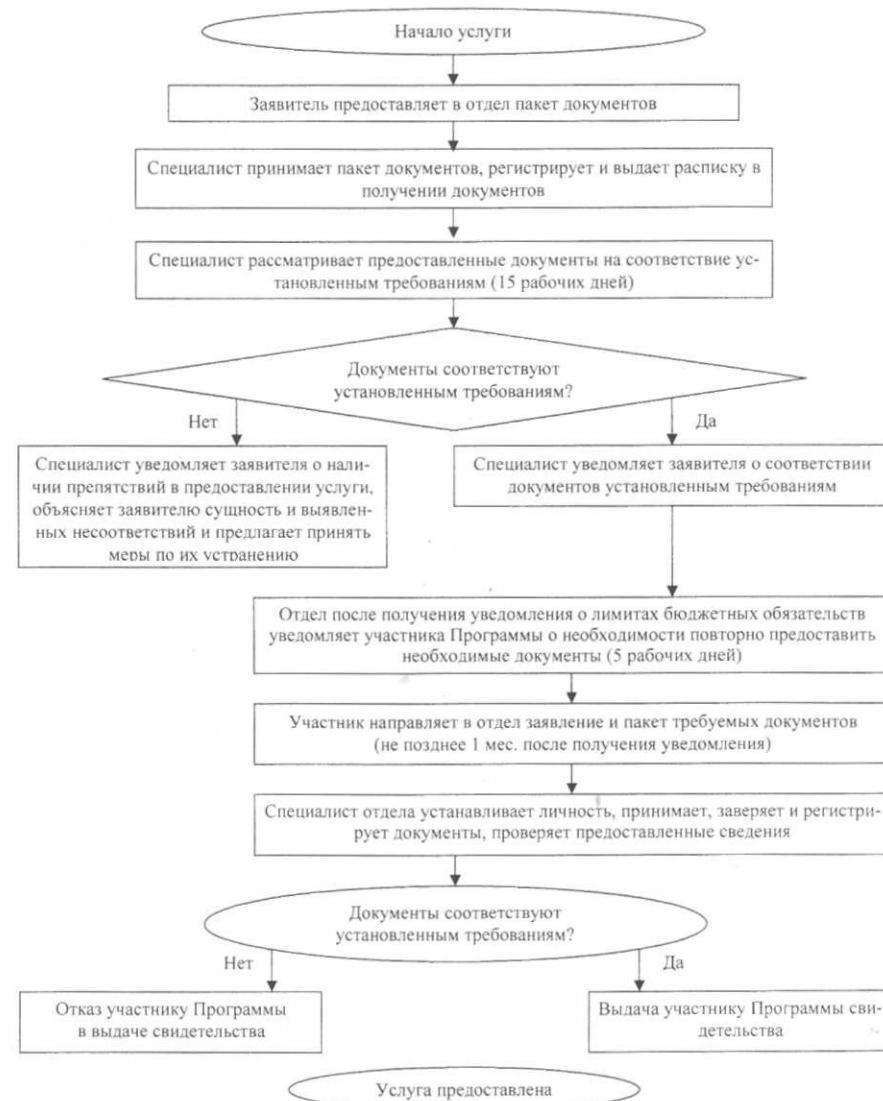 Начало услуги
Заявитель предоставляет в отдел пакет документов
Специалист принимает пакет документов, регистрирует и выдает расписку в
получении документов
Специалист рассматривает предоставленные документы на соответствие ус-
тановленным требованиям (15 рабочих дней)
Документы соответствуют
установленным требованиям?
Нет
Да
Специалист уведомляет заявителя о нали-
чии препятствий в предоставлении услуги,
объясняет заявителю сущность и выявлен-
ных несоответствий и предлагает принять
меры по их устранению
Специалист уведомляет заявителя о соответствии
документов установленным требованиям
Отдел после получения уведомления о лимитах бюджетных обязательств
уведомляет участника Программы о необходимости повторно предоставить
необходимые документы (5 рабочих дней)
Участник направляет в отдел заявление и пакет требуемых документов
(не позднее 1 мес. после получения уведомления)
Специалист отдела устанавливает личность, принимает, заверяет и регистри-
рует документы, проверяет предоставленные сведения
Документы соответствуют
установленным требованиям?
Нет
Да
Отказ участнику Программы
в выдаче свидетельства
Выдача участнику Программы сви-
детельства
Услуга предоставлена